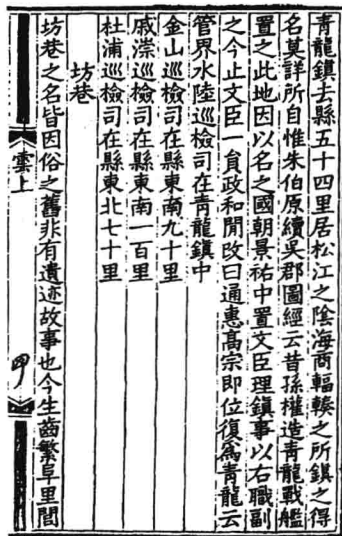 青龍鎮去縣五十四里居松江之陰海商輻輳之所鎮之得
名莫詳所自惟朱伯原續吳郡圖經云昔孫權造青龍戰艦
置之此地因以名之國朝景祐中置文臣理鎮事以右職副
之今止文臣一員政和間改曰通惠高宗即位復爲青龍云
管界水陸巡檢司在青龍鎮中
金山巡檢司在縣東南九十里
戚漴巡檢司在縣東南一百里
杜浦巡檢司在縣東北七十里
坊巷
坊巷之名皆因俗之舊非有遺迹故事也今生齒繁阜里閭
雲上
四